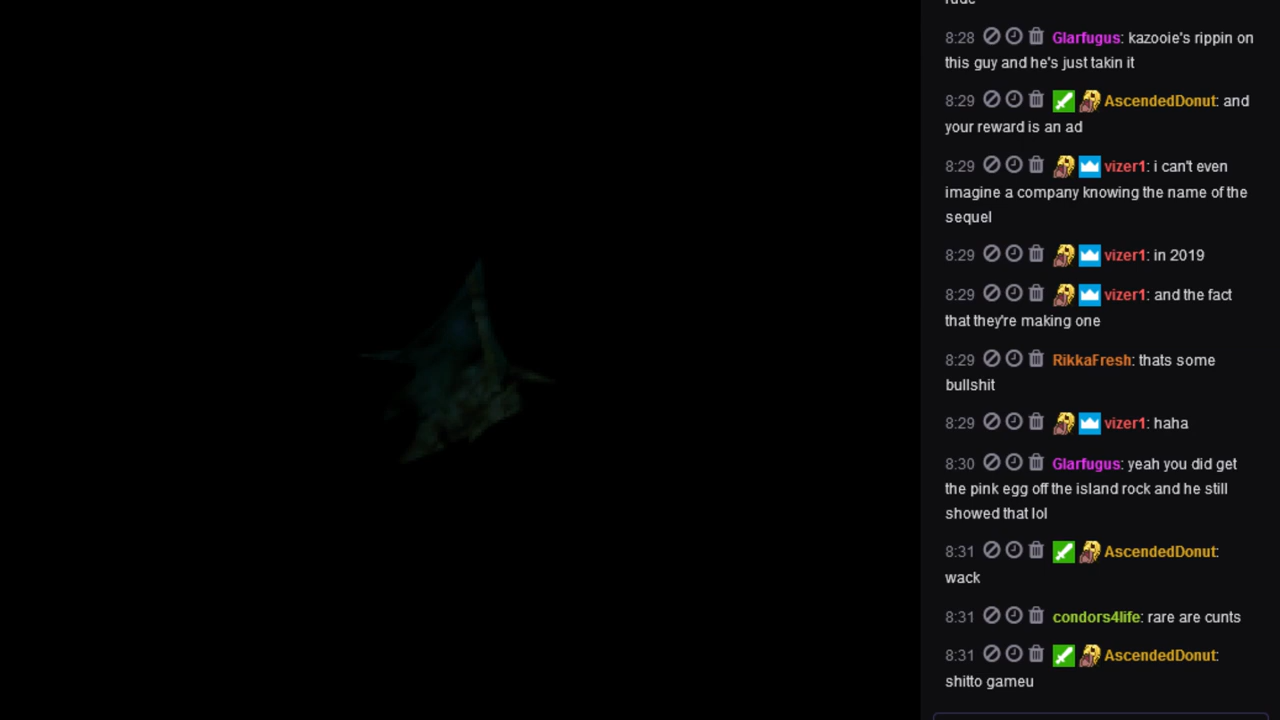 rude
8:28 Glarfugus: kazooie's rippin on
this guy and he's just takin it
8:29 AscendedDonut: and
your reward is an ad
8:29 vizer1: i can't even
imagine a company knowing the name of the
sequel
8:29 vizer1: in 2019
8:29 vizer1: and the fact
that they're making one
8:29 RikkaFresh: thats some
bullshit
8:29 vizer1: haha
8:30 Glarfugus: yeah you did get
the pink egg off the island rock and he still
showed that lol
8:31 AscendedDonut:
wack
8:31 condors4life: rare are cunts
8:31 AscendedDonut:
shitto gameu